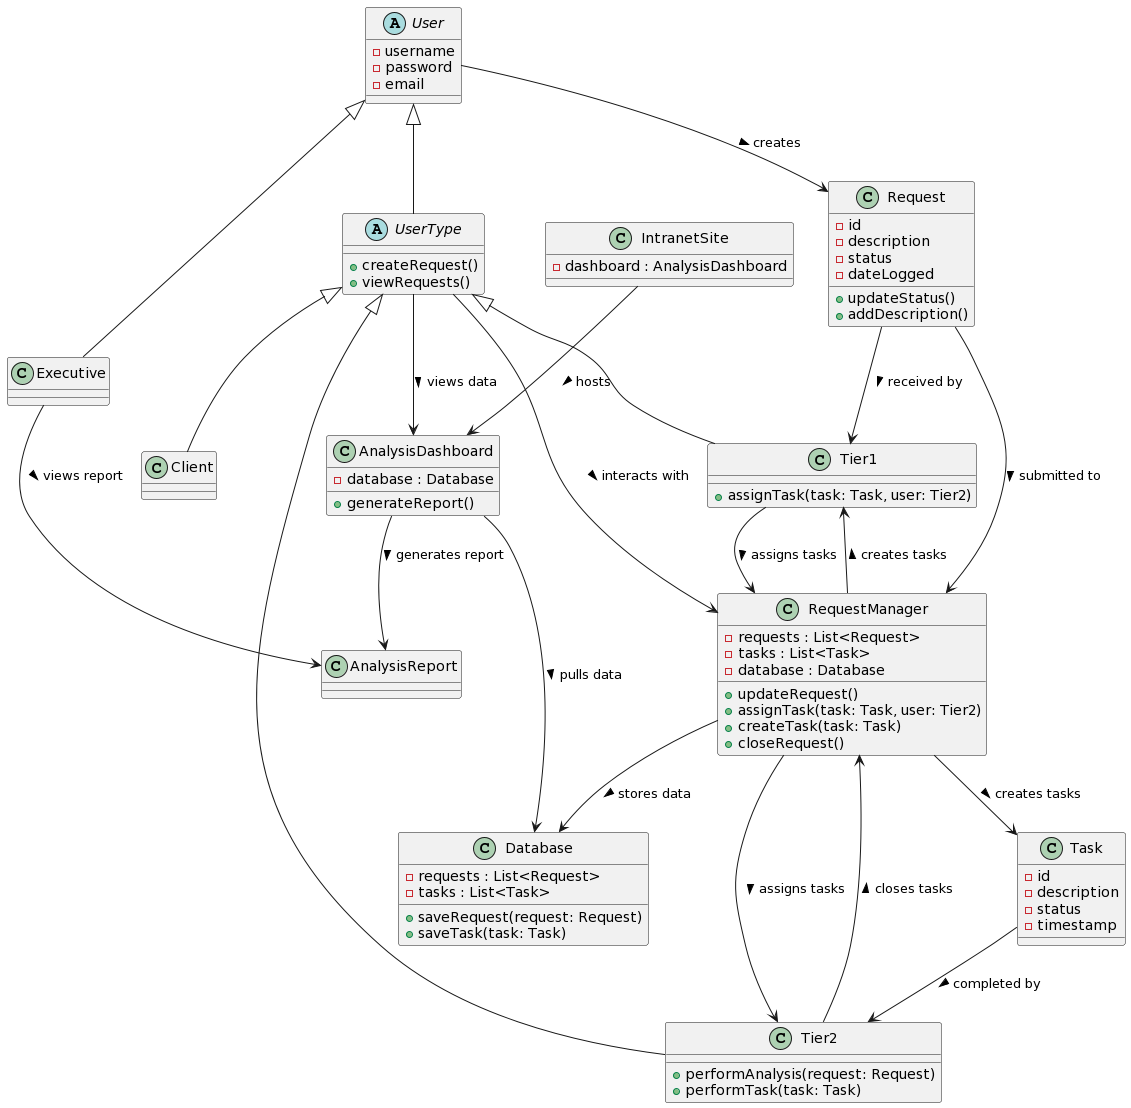 A User
username
password
email
creates
C Request
id
description
status
dateLogged
updateStatus()
addDescription()
A UserType
createRequest()
viewRequests()
C IntranetSite
dashboard : AnalysisDashboard
C Executive
views data
hosts
received by
C Client
C AnalysisDashboard
database : Database
generateReport()
C Tier1
assignTask(task: Task, user: Tier2)
views report
interacts with
submitted to
generates report
assigns tasks
creates tasks
C RequestManager
requests : List<Request>
tasks : List<Task>
database : Database
updateRequest()
assignTask(task: Task, user: Tier2)
createTask(task: Task)
closeRequest()
C AnalysisReport
pulls data
stores data
creates tasks
C Database
requests : List<Request>
tasks : List<Task>
saveRequest(request: Request)
saveTask(task: Task)
C Task
id
description
status
timestamp
assigns tasks
closes tasks
completed by
C Tier2
performAnalysis(request: Request)
performTask(task: Task)